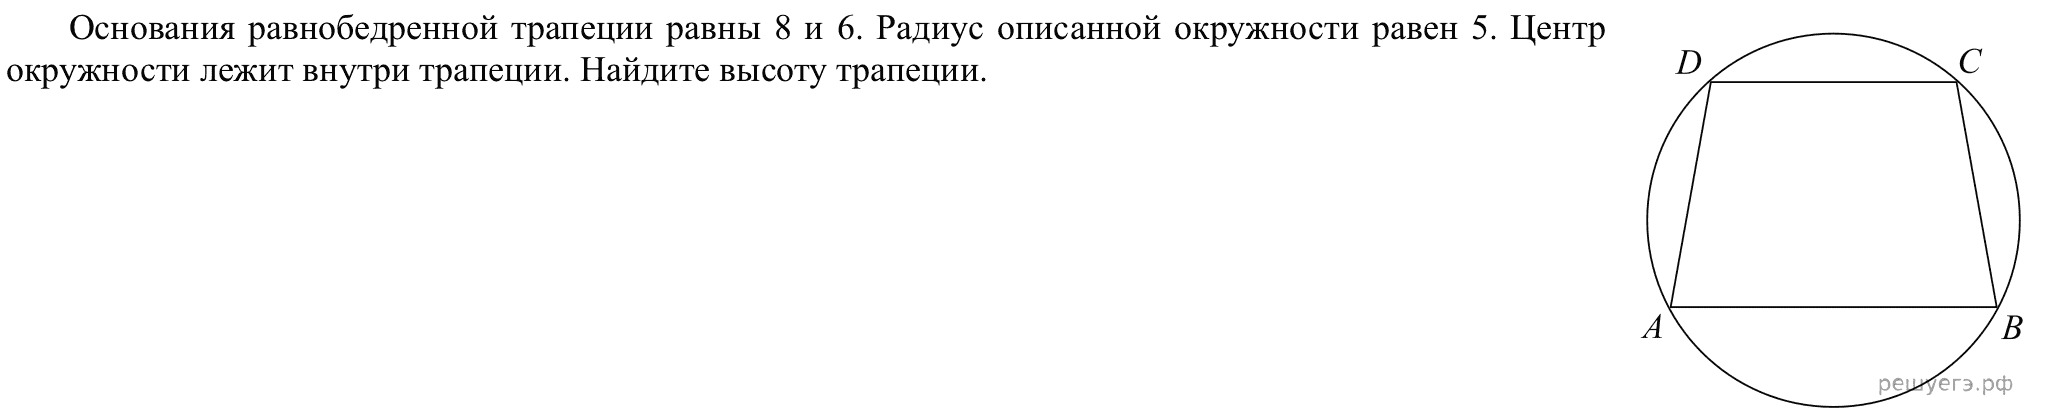 Основания равнобедренной трапеции равны 8 и 6. Радиус описанной окружности равен 5. Центр
окружности лежит внутри трапеции. Найдите высоту трапеции.
D
C
A
B
решуегэ.рф